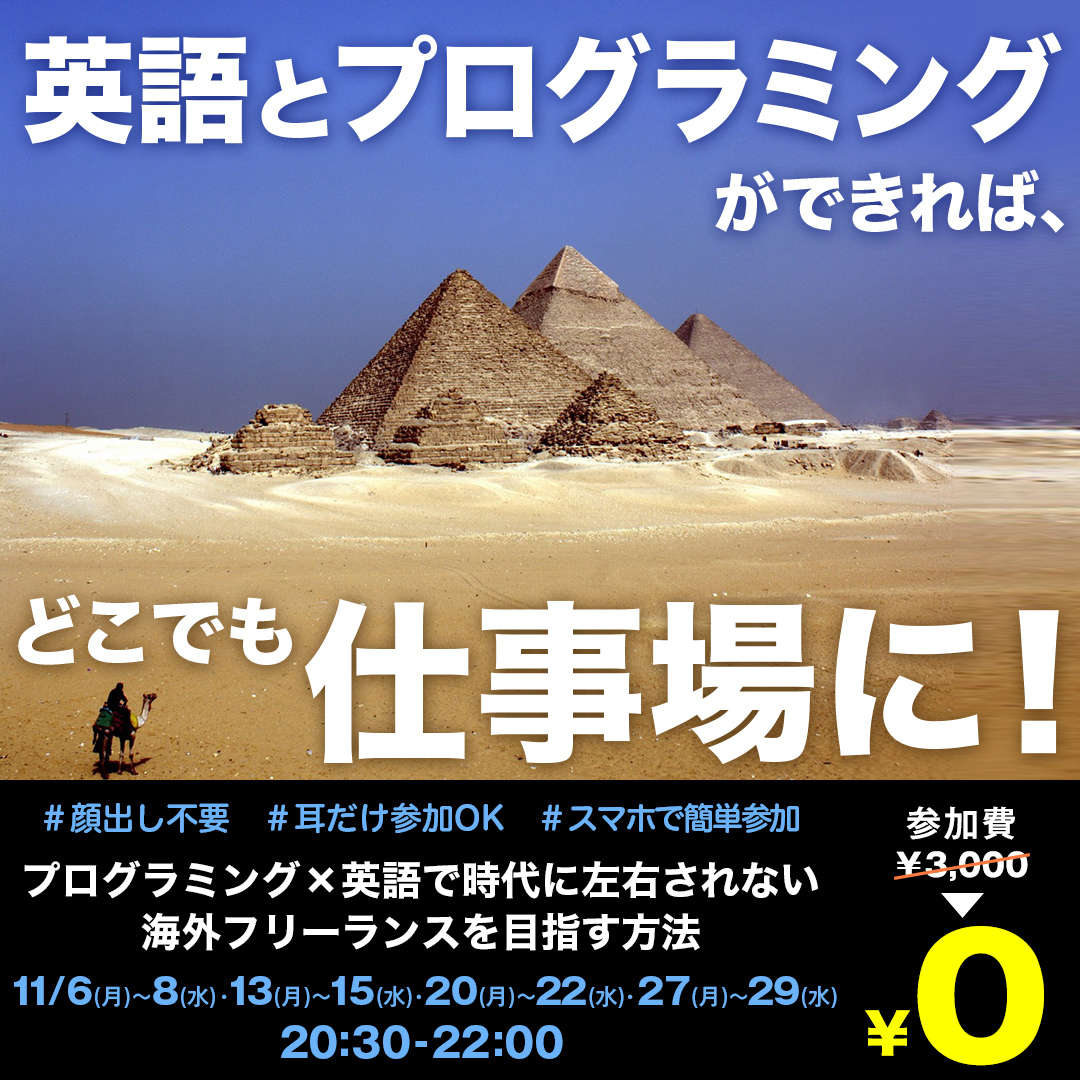 英語とプログラミング
ができれば、
どこでも仕事場に!
#顔出し不要 #耳だけ参加OK #スマホで簡単参加
プログラミング×英語で時代に左右されない
海外フリーランスを目指す方法
11/6(月)~8(水)・13(月)~15(水)・20(月)~22(水)・27(月)~29(水)
20:30-22:00
参加費
¥3,000
¥0